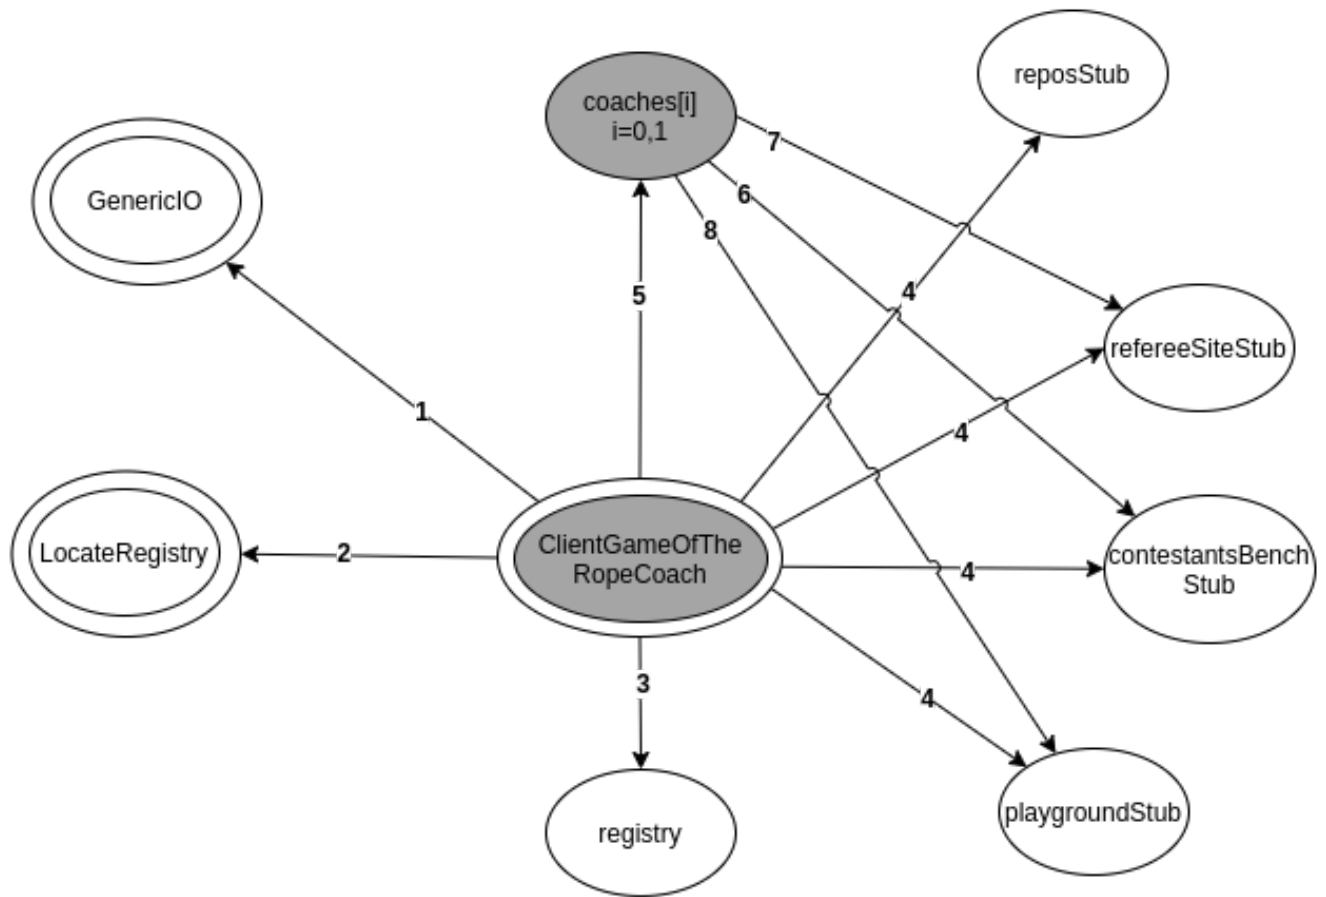 reposStub
coaches[i]
i=0,1
7
6
GenericIO
8
4
5
refereeSiteStub
1
4
LocateRegistry
2
ClientGameOfThe
RopeCoach
4
contestantsBench
Stub
3
4
playgroundStub
registry